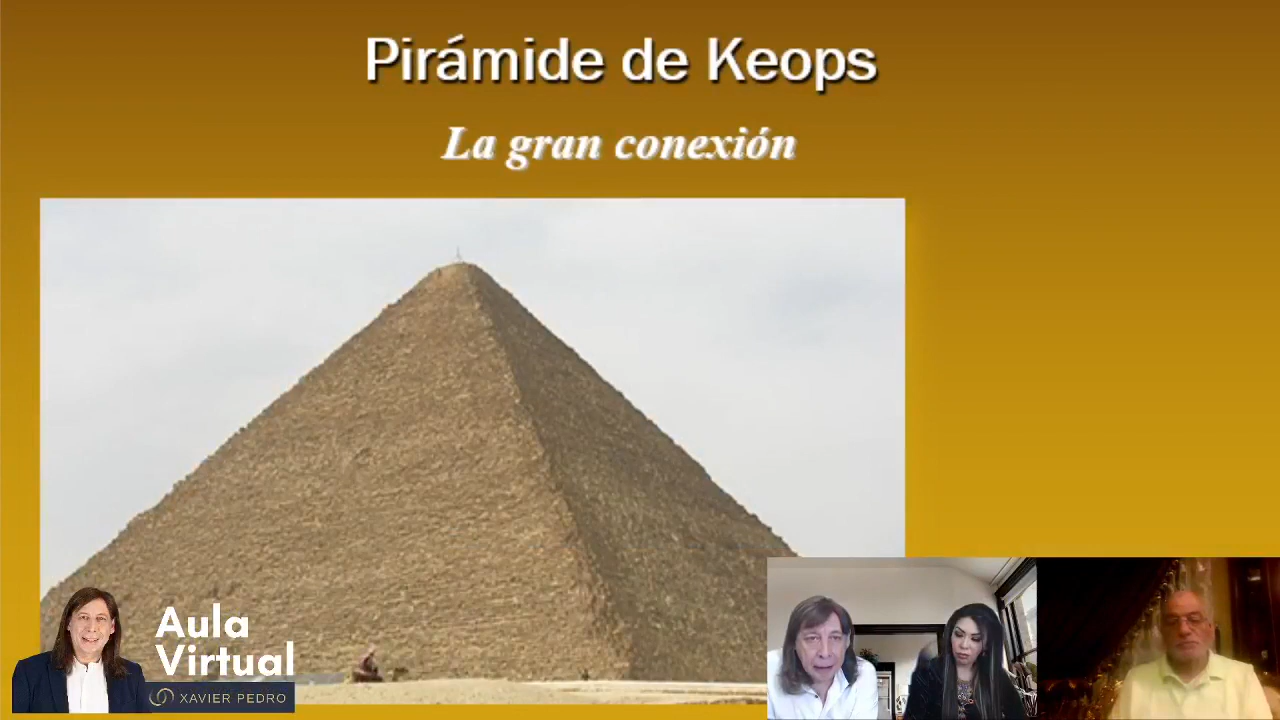 Pirámide de Keops
La gran conexión
Aula
Virtual
XAVIER PEDRO